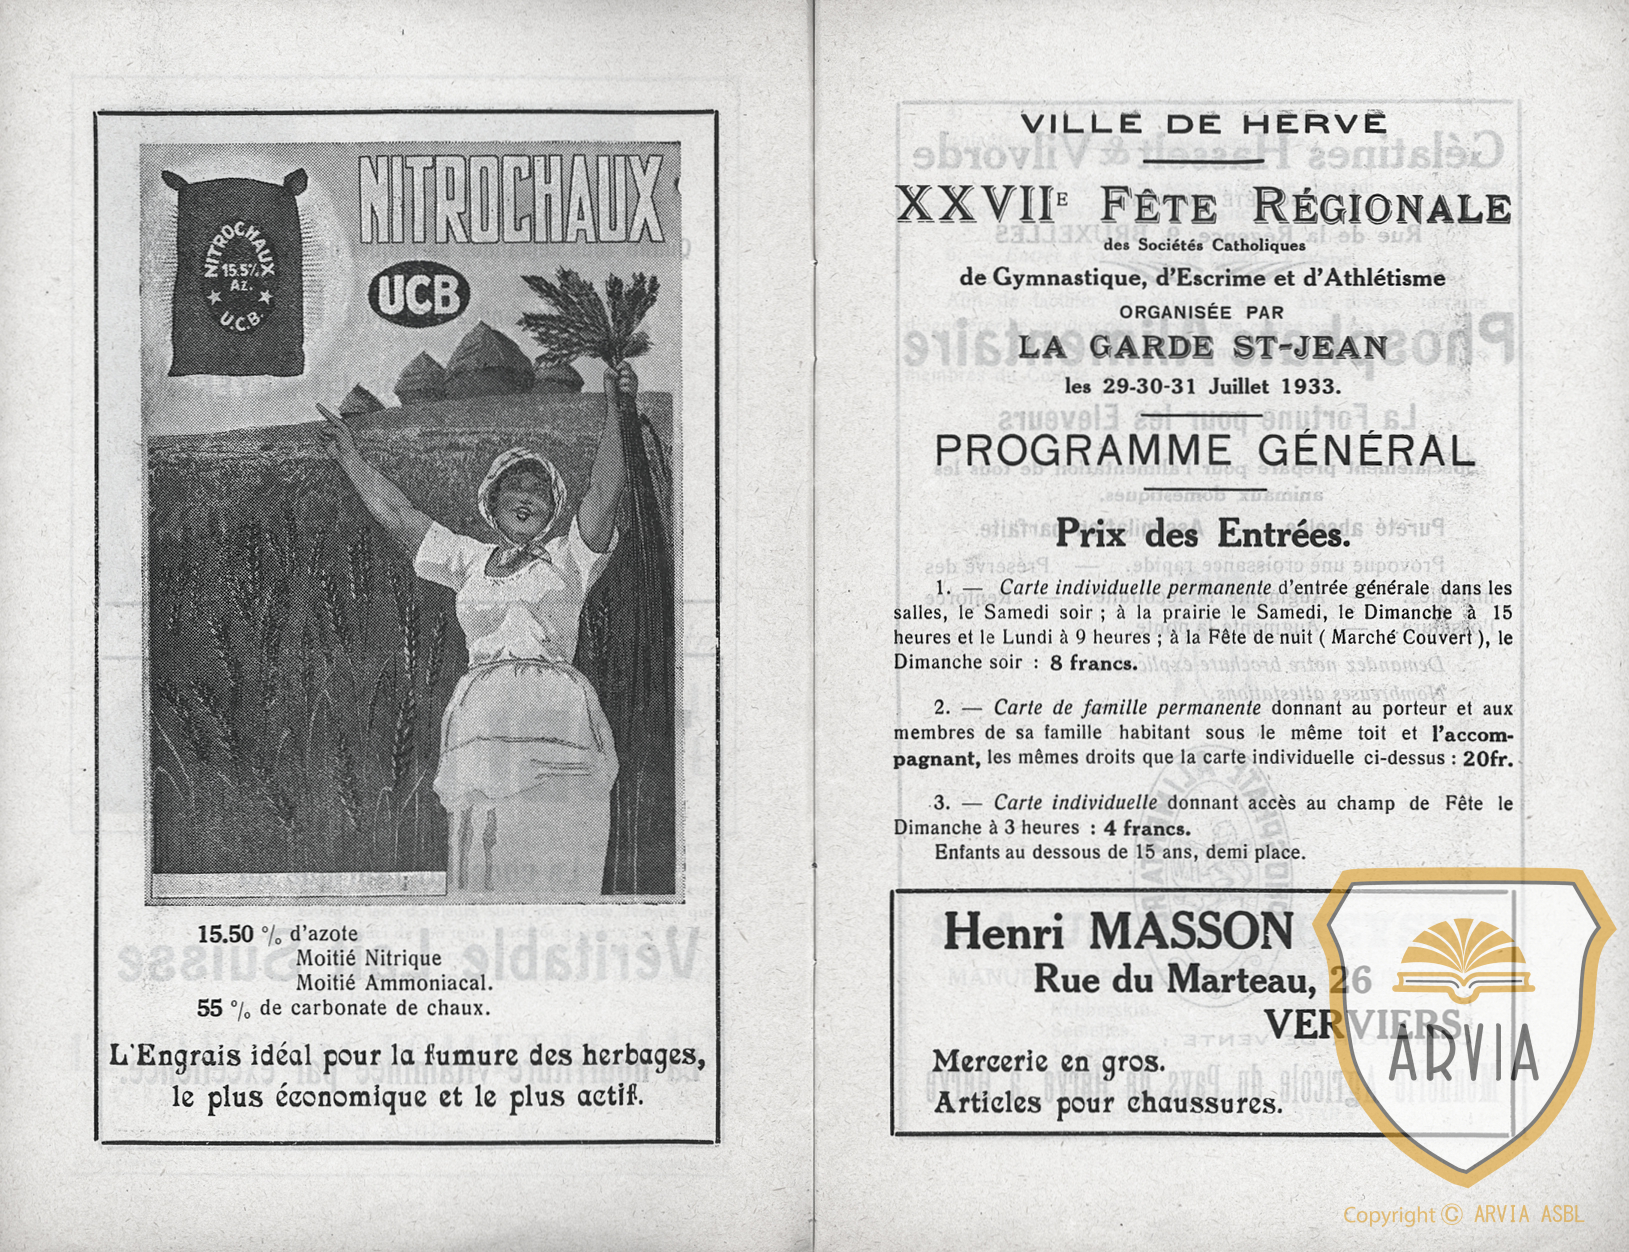 NITROCHAUX
NITROCHAUX
15.5% 
AZ.
U.C.B.
UCB
15.50 % d'azote
Moitié Nitrique
Moitié Ammoniacal.
55 % de carbonate de chaux.
L'Engrais idéal pour la fumure des herbages,
le plus économique et le plus actif.
VILLE DE HERVE
XXVIIE FÊTE RÉGIONALE
des Sociétés Catholiques
de Gymnastique, d'Escrime et d'Athlétisme
ORGANISÉE PAR
LA GARDE ST-JEAN
les 29-30-31 Juillet 1933.
PROGRAMME GÉNÉRAL
Prix des Entrées.
1. — Carte individuelle permanente d'entrée générale dans les
salles, le Samedi soir ; à la prairie le Samedi, le Dimanche à 15
heures et le Lundi à 9 heures ; à la Fête de nuit ( Marché Couvert ), le
Dimanche soir : 8 francs.
2. — Carte de famille permanente donnant au porteur et aux
membres de sa famille habitant sous le même toit et l'accom-
pagnant, les mêmes droits que la carte individuelle ci-dessus : 20fr.
3. — Carte individuelle donnant accès au champ de Fête le
Dimanche à 3 heures : 4 francs.
Enfants au dessous de 15 ans, demi place.
Henri MASSON
Rue du Marteau, 26
VERVIERS
Mercerie en gros.
Articles pour chaussures.
ARVIA
Copyright © ARVIA ASBL